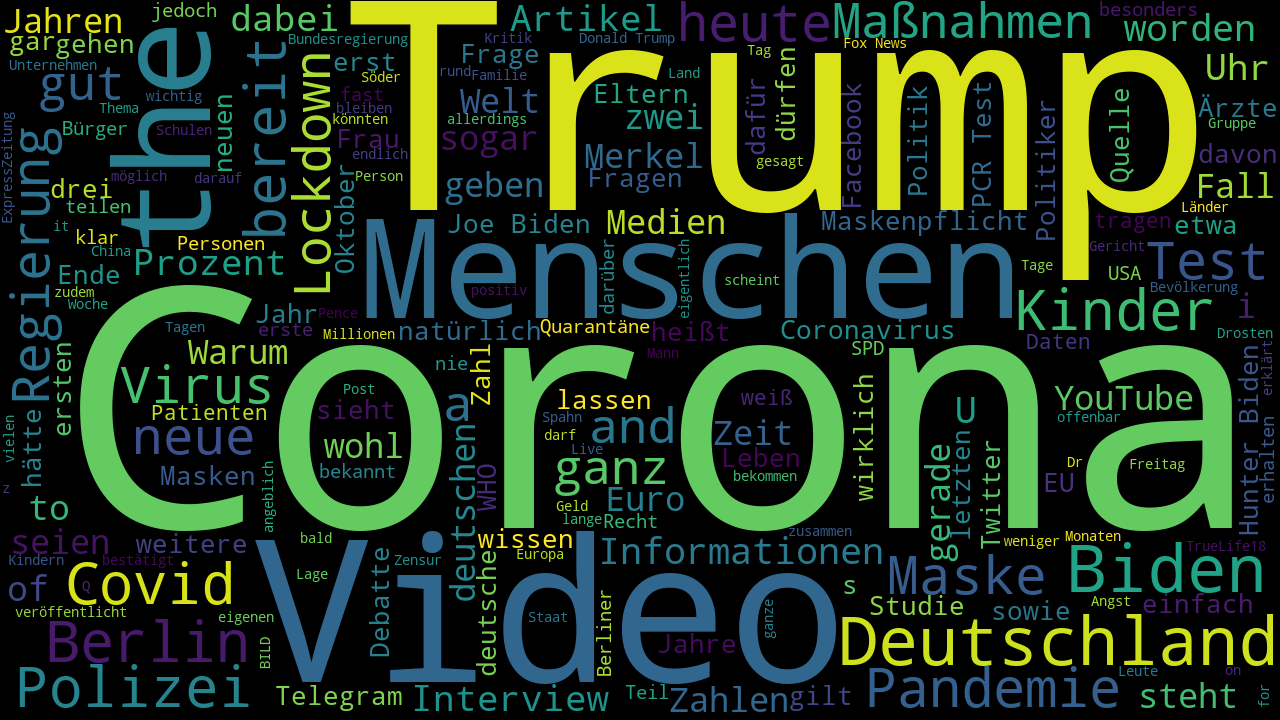 Jahren
jedoch
dabei
Trump
Artikel
heute
Maßnahmen
besonders
worden
gar
gehen
the
Bundesregierung
Kritik
Donald Trump
Tag
Fox News
Unternehmen
gut
wichtig
bereit
Lockdown
erst
Söder
rund
Familie
Frage
Land
Eltern
dafür
dürfen
Politik
PCR Test
Uhr
Thema
Bürger
Schulen
neuen
fast
bleiben
könnten
Welt
allerdings
zwei
Facebook
Politiker
Quelle
Ärzte
Gruppe
ExpressZeitung
Regierung
Frau
endlich
sogar
Merkel
gesagt
davon
drei
möglich
darauf
Person
geben
Fragen
Fall
teilen
Oktober
Joe Biden
Medien
Maskenpflicht
tragen
Länder
etwa
it
klar
China
Personen
Prozent
Menschen
darüber
eigentlich
scheint
Gericht
Tage
USA
Test
Bevölkerung
Ende
zudem
Woche
positiv
Kinder
i
Jahr
Pence
Tagen
erste
Millionen
natürlich
Quarantäne
heißt
Coronavirus
Daten
Drosten
ersten
Warum
Corona
nie
Zahl
Mann
SPD
erklärt
Virus
Post
a
lassen
weiß
wirklich
YouTube
Hunter Biden
vielen
hätte
Patienten
sieht
Spahn
and
Zeit
U
offenbar
neue
wohl
deutschen
darf
Live
ganz
Leben
letzten
gerade
Dr
Freitag
erhalten
z
Masken
angeblich
bekannt
WHO
bekommen
Twitter
EU
to
Geld
Euro
lange
Recht
zusammen
seien
weitere
bald
Video
wissen
Informationen
weniger
Monaten
TrueLife18
Kindern
bestätigt
Debatte
Zensur
deutsche
Europa
of
Covid
Q
Lage
Maske
Biden
s
Angst
einfach
veröffentlicht
eigenen
Staat
Berliner
ganze
Studie
sowie
Berlin
BILD
Jahre
Deutschland
Polizei
Telegram
Interview
Teil
Zahlen
gilt
Pandemie
Leute
on
steht
for